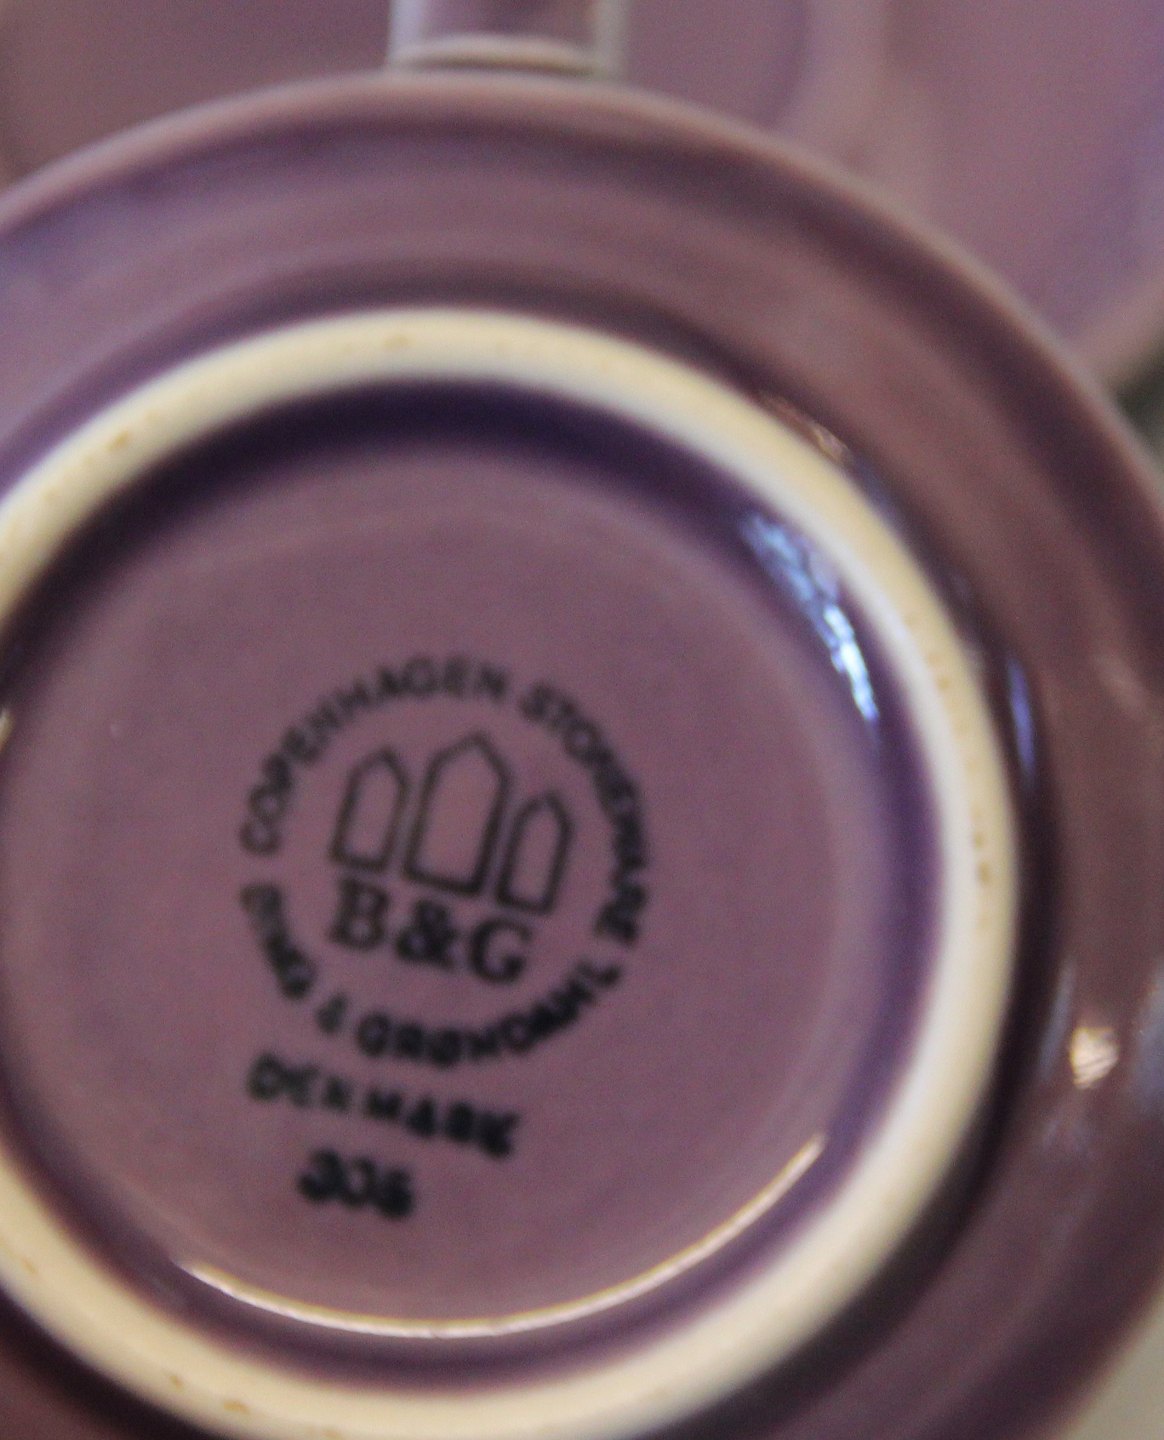 COPENHAGEN STONEWARE
B&G
BING & GRØNDAHL
DENMARK
305